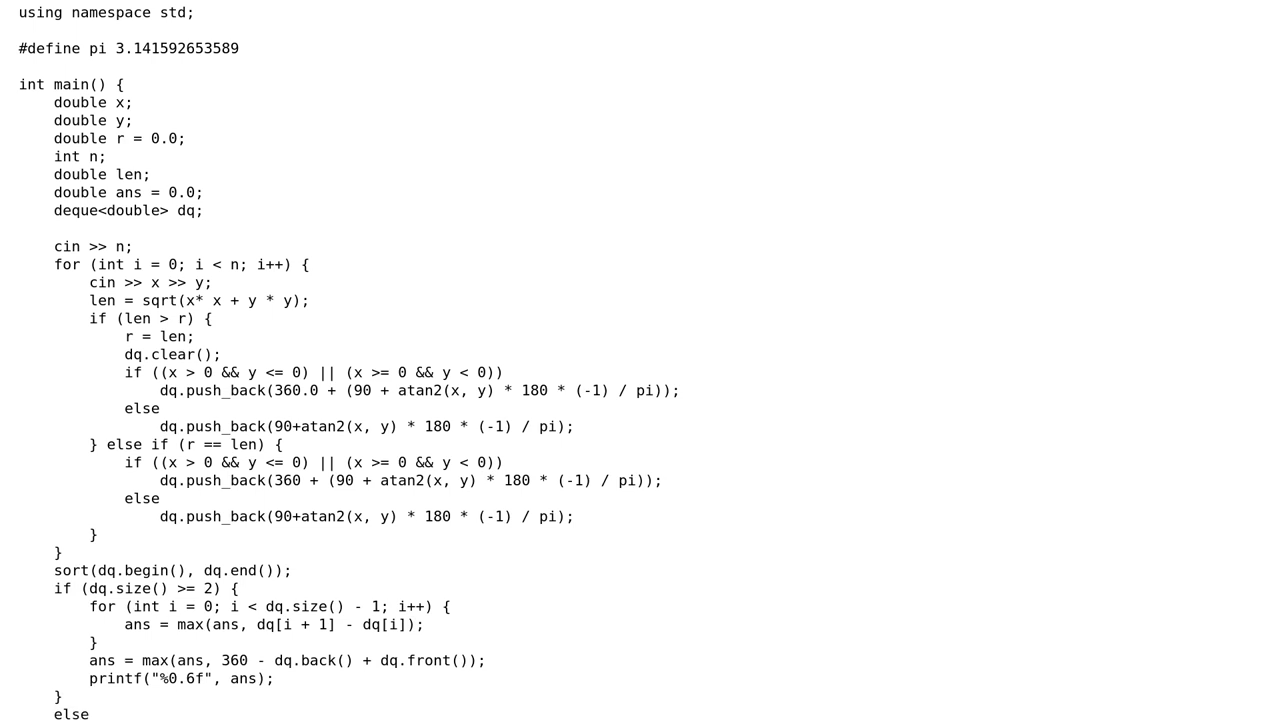 using namespace std;

#define pi 3.141592653589

int main() {
    double x;
    double y;
    double r = 0.0;
    int n;
    double len;
    double ans = 0.0;
    deque<double> dq;

    cin >> n;
    for (int i = 0; i < n; i++) {
        cin >> x >> y;
        len = sqrt(x* x + y * y);
        if (len > r) {
            r = len;
            dq.clear();
            if ((x > 0 && y <= 0) || (x >= 0 && y < 0))
                dq.push_back(360.0 + (90 + atan2(x, y) * 180 * (-1) / pi));
            else
                dq.push_back(90+atan2(x, y) * 180 * (-1) / pi);
        } else if (r == len) {
            if ((x > 0 && y <= 0) || (x >= 0 && y < 0))
                dq.push_back(360 + (90 + atan2(x, y) * 180 * (-1) / pi));
            else
                dq.push_back(90+atan2(x, y) * 180 * (-1) / pi);
        }
    }
    sort(dq.begin(), dq.end());
    if (dq.size() >= 2) {
        for (int i = 0; i < dq.size() - 1; i++) {
            ans = max(ans, dq[i + 1] - dq[i]);
        }
        ans = max(ans, 360 - dq.back() + dq.front());
        printf("%0.6f", ans);
    }
    else